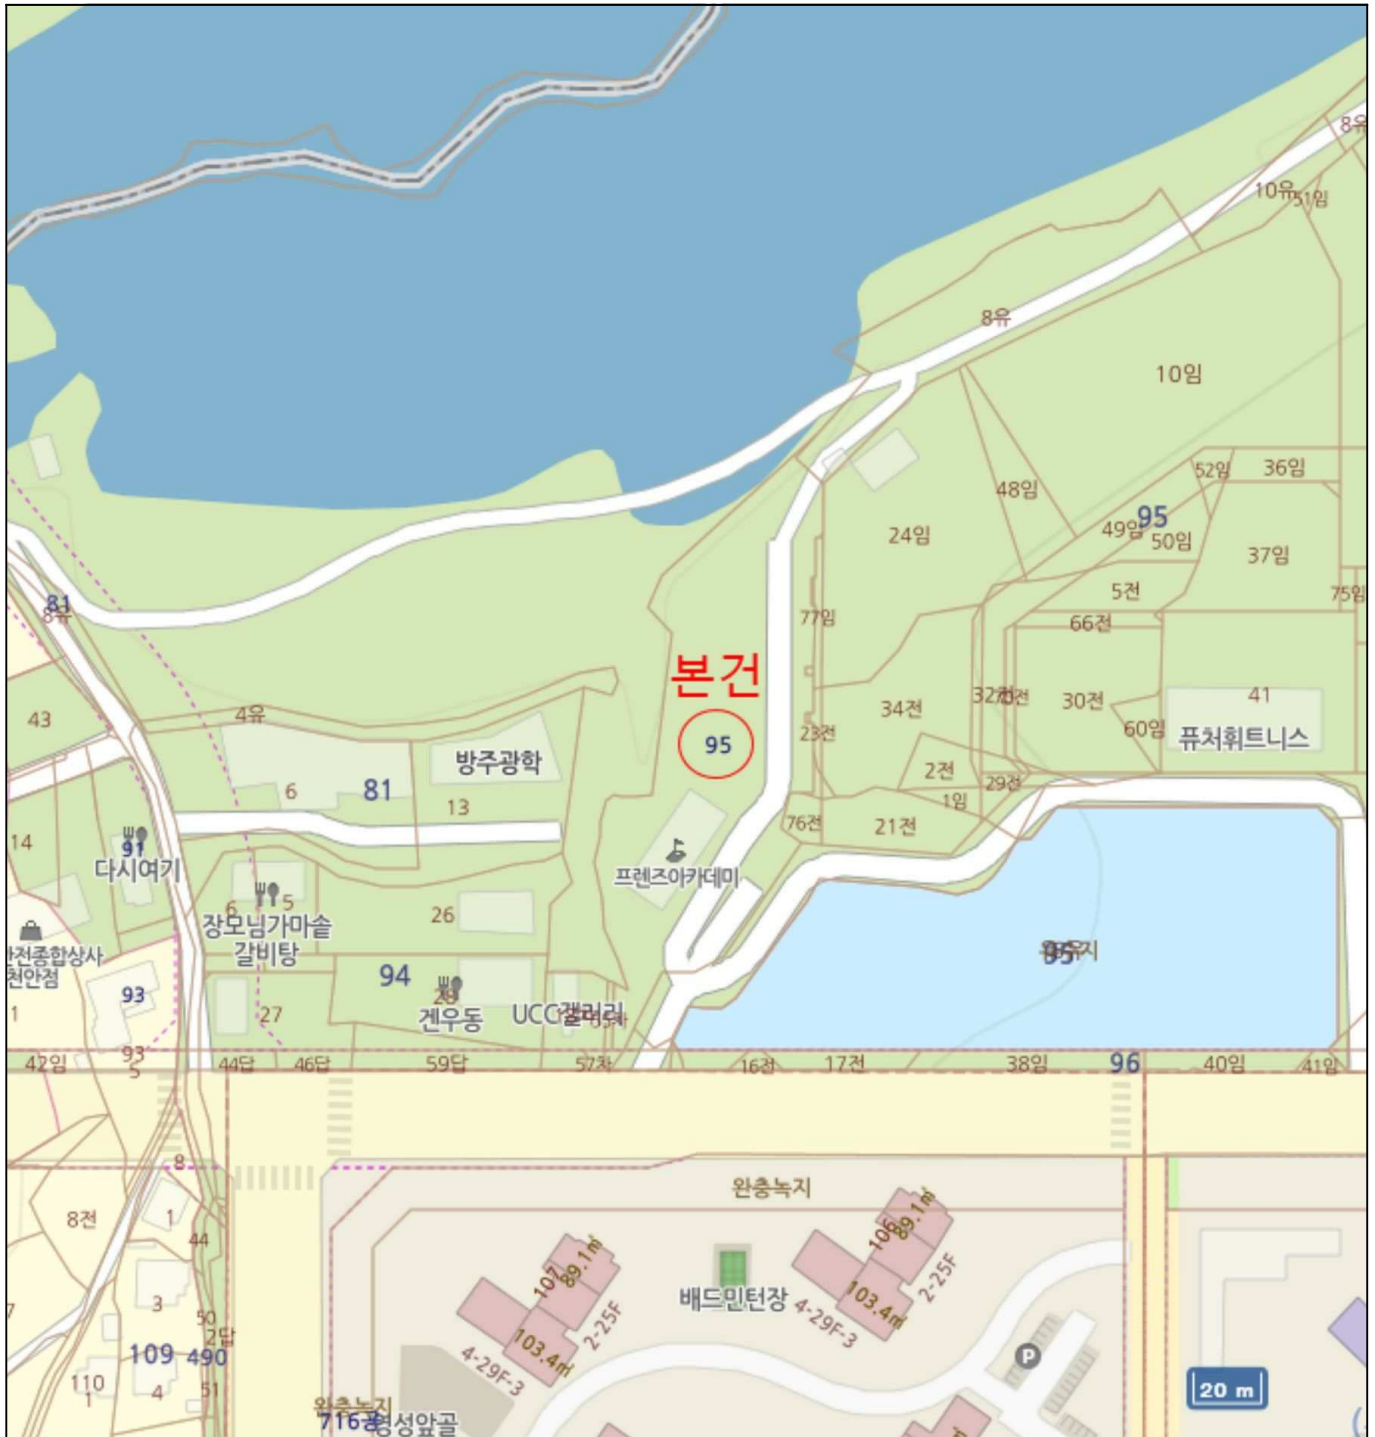 8유
10유
51임
8유
10임
52임
36임
48임
95
49임
50임
24임
37임
81
8유
5전
75임
77임
66전
본건
43
4유
34전
32전
30전
41
60임
95
23전
퓨처휘트니스
방주광학
2전
29전
6
81
13
1임
76전
21전
14
91
다시여기
프렌즈아카데미
6
5
26
장모님가마솥
갈비탕
천안점
94
95
93
27
겐우동
UCC갤러리
1
42임
93
5
44답
46답
59답
57차
16전
17전
38임
96
40임
41임
8
완충녹지
8전
1
44
106
89.1㎡
107
89.1㎡
배드민턴장
103.4㎡
2-25F
4-29F-3
3
50
2답
103.4㎡
2-25F
4-29F-3
109
490
P
110
1
4
51
20 m
완충녹지